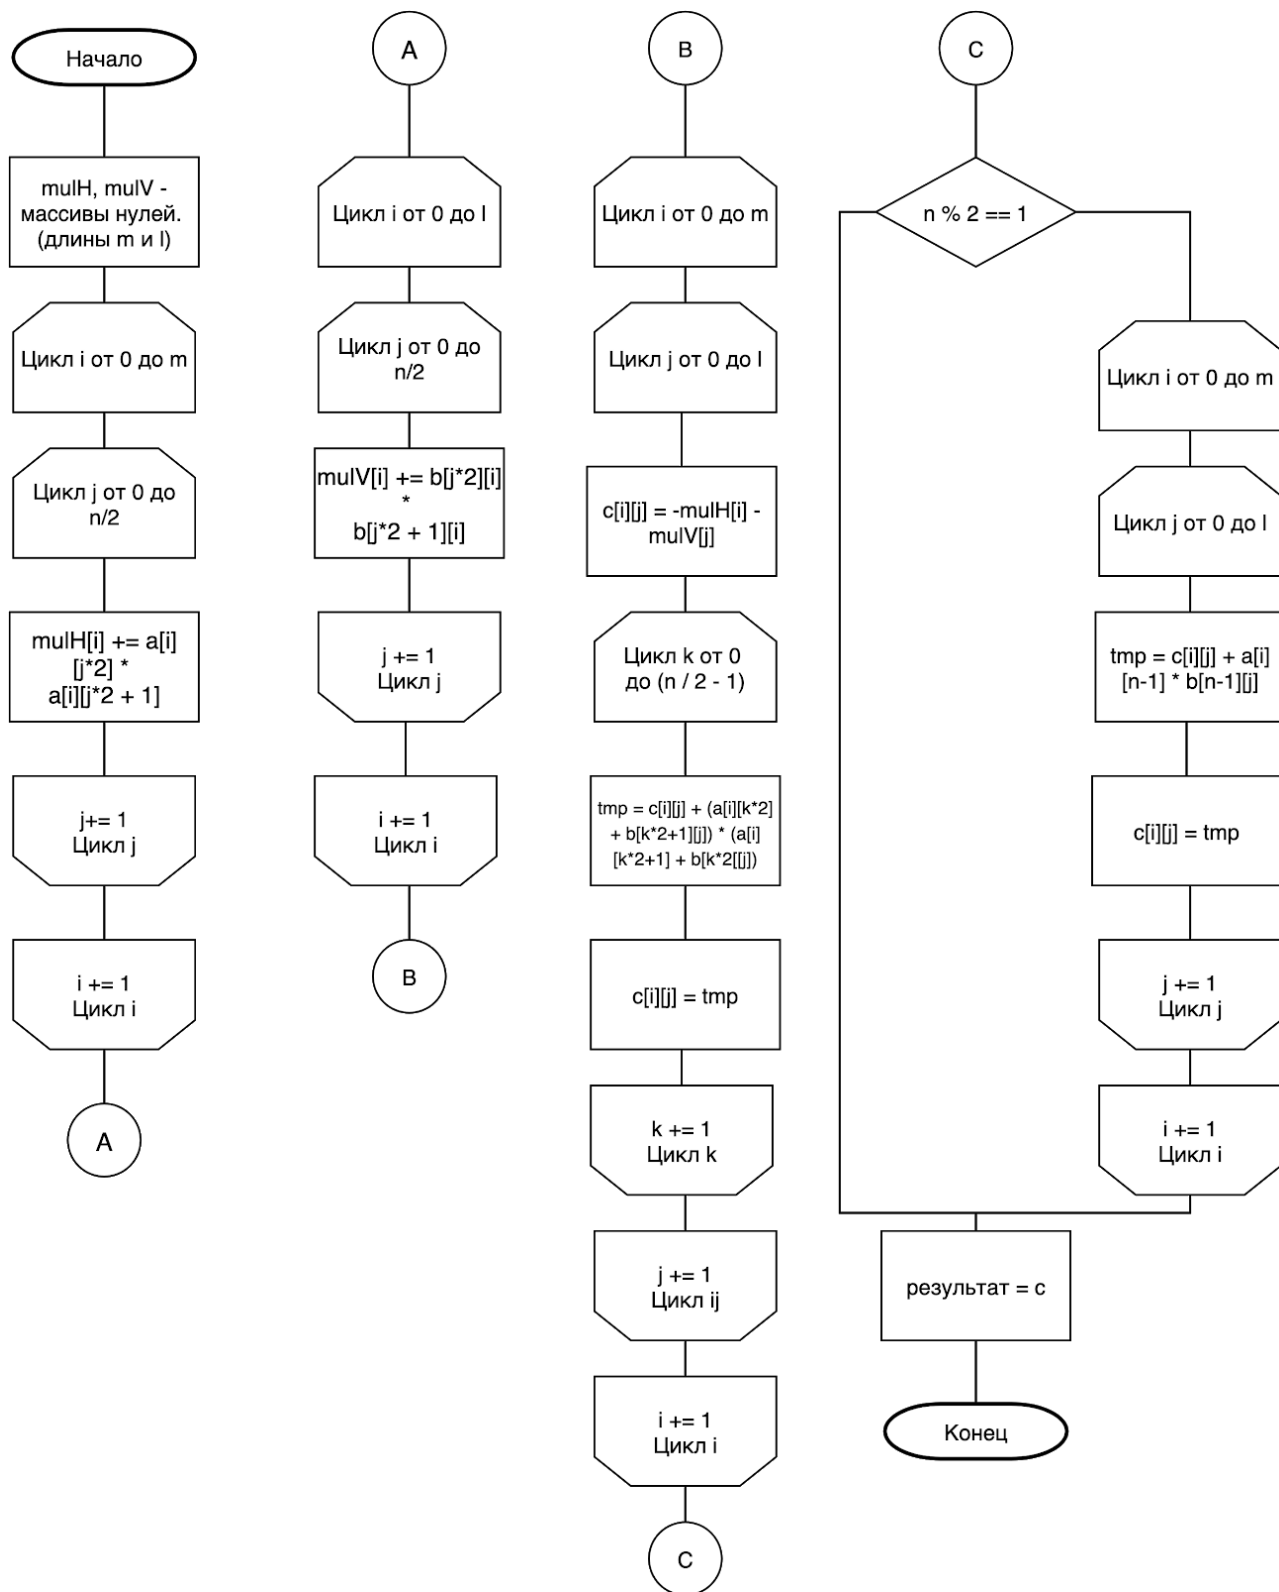 Начало
mulH, mulV -
массивы нулей.
(длины m и l)
Цикл i от 0 до m
Цикл j от 0 до
n/2
mulH[i] += a[i]
[j*2] *
a[i][j*2 + 1]
j+= 1
Цикл j
i += 1
Цикл i
A
A
Цикл i от 0 до l
Цикл j от 0 до
n/2
mulV[i] += b[j*2][i]
*
b[j*2 + 1][i]
j += 1
Цикл j
i += 1
Цикл i
B
B
Цикл i от 0 до m
Цикл j от 0 до l
c[i][j] = -mulH[i] -
mulV[j]
Цикл k от 0
до (n / 2 - 1)
tmp = c[i][j] + (a[i][k*2]
+ b[k*2+1][j]) * (a[i]
[k*2+1] + b[k*2[[j])
c[i][j] = tmp
k += 1
Цикл k
j += 1
Цикл ij
i += 1
Цикл i
C
C
n % 2 == 1
Цикл i от 0 до m
Цикл j от 0 до l
tmp = c[i][j] + a[i]
[n-1] * b[n-1][j]
c[i][j] = tmp
j += 1
Цикл j
i += 1
Цикл i
результат = c
Конец